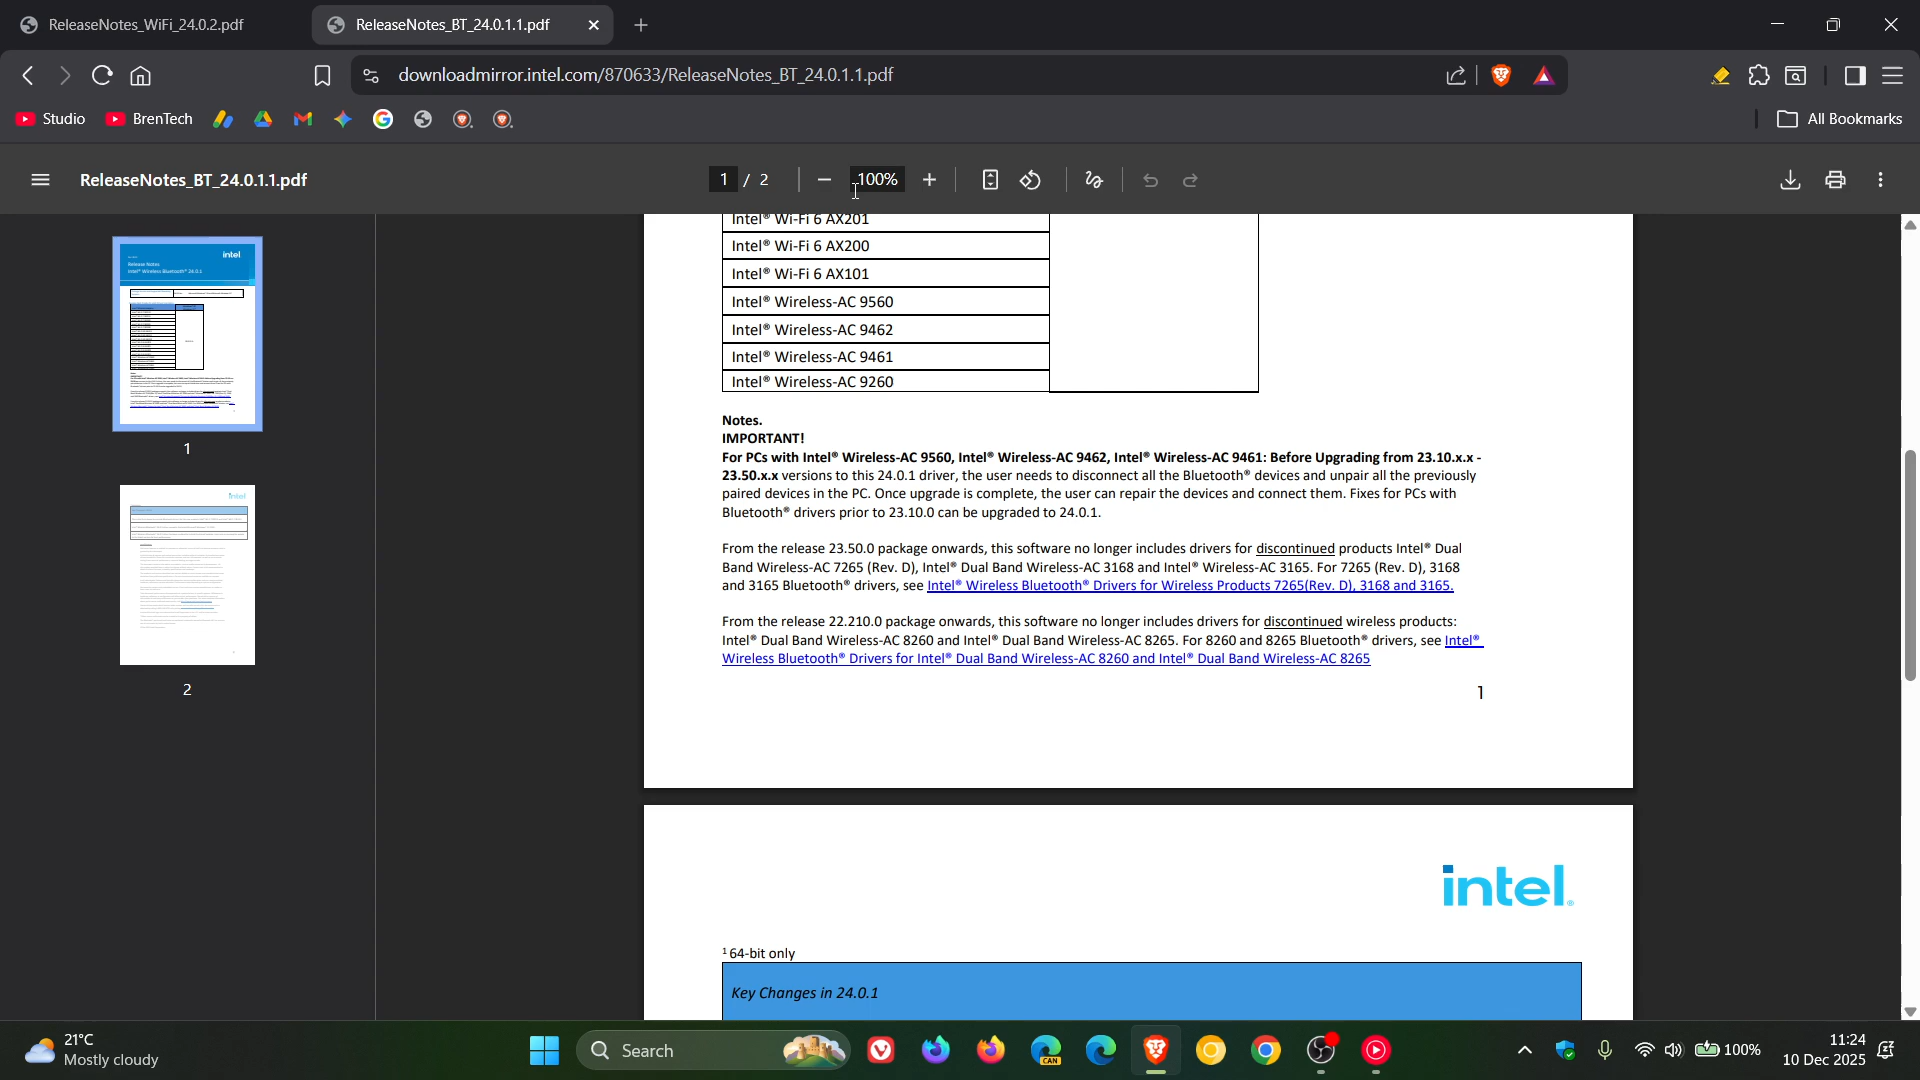 ReleaseNotes_WiFi_24.0.2.pdf
ReleaseNotes_BT_24.0.1.1.pdf
downloadmirror.intel.com/870633/ReleaseNotes_BT_24.0.1.1.pdf
Studio
BrenTech
All Bookmarks
ReleaseNotes_BT_24.0.1.1.pdf
1 / 2
100%
Intel® Wi-Fi 6 AX201
Intel® Wi-Fi 6 AX200
Intel® Wi-Fi 6 AX101
Intel® Wireless-AC 9560
Intel® Wireless-AC 9462
Intel® Wireless-AC 9461
Intel® Wireless-AC 9260
Notes.
IMPORTANT!
For PCs with Intel® Wireless-AC 9560, Intel® Wireless-AC 9462, Intel® Wireless-AC 9461: Before Upgrading from 23.10.x.x -
23.50.x.x versions to this 24.0.1 driver, the user needs to disconnect all the Bluetooth® devices and unpair all the previously
paired devices in the PC. Once upgrade is complete, the user can repair the devices and connect them. Fixes for PCs with
Bluetooth® drivers prior to 23.10.0 can be upgraded to 24.0.1.
From the release 23.50.0 package onwards, this software no longer includes drivers for discontinued products Intel® Dual
Band Wireless-AC 7265 (Rev. D), Intel® Dual Band Wireless-AC 3168 and Intel® Wireless-AC 3165. For 7265 (Rev. D), 3168
and 3165 Bluetooth® drivers, see Intel® Wireless Bluetooth® Drivers for Wireless Products 7265(Rev. D), 3168 and 3165.
From the release 22.210.0 package onwards, this software no longer includes drivers for discontinued wireless products:
Intel® Dual Band Wireless-AC 8260 and Intel® Dual Band Wireless-AC 8265. For 8260 and 8265 Bluetooth® drivers, see Intel®
Wireless Bluetooth® Drivers for Intel® Dual Band Wireless-AC 8260 and Intel® Dual Band Wireless-AC 8265
1
intel
Release Notes
Intel® Wireless Bluetooth® 24.0.1
1
intel
2
intel®
¹ 64-bit only
Key Changes in 24.0.1
21°C
Mostly cloudy
Search
CAN
100%
11:24
10 Dec 2025